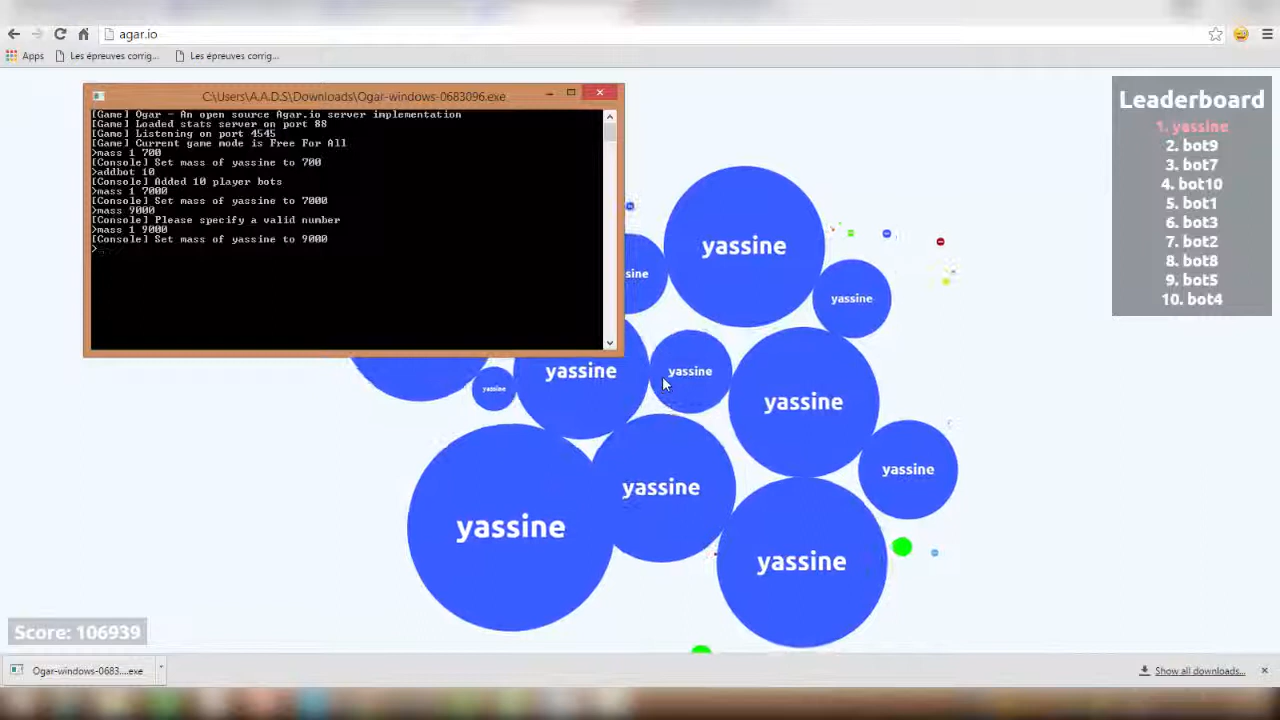 agar.io
Apps
Les épreuves corrig...
Les épreuves corrig...
C:\Users\A.A.D.S\Downloads\Ogar-windows-0683096.exe
[Game] Ogar - An open source Agar.io server implementation
[Game] Loaded stats server on port 88
[Game] Listening on port 4545
[Game] Current game mode is Free For All
>mass 1 700
[Console] Set mass of yassine to 700
>addbot 10
[Console] Added 10 player bots
>mass 1 7000
[Console] Set mass of yassine to 7000
>mass 9000
[Console] Please specify a valid number
>mass 1 9000
[Console] Set mass of yassine to 9000
>
Leaderboard
1. yassine
2. bot9
3. bot7
4. bot10
5. bot1
6. bot3
7. bot2
8. bot8
9. bot5
10. bot4
yassine
sine
yassine
yassine
yassine
yassine
yassine
yassine
yassine
yassine
yassine
Score: 106939
Ogar-windows-0683....exe
Show all downloads...